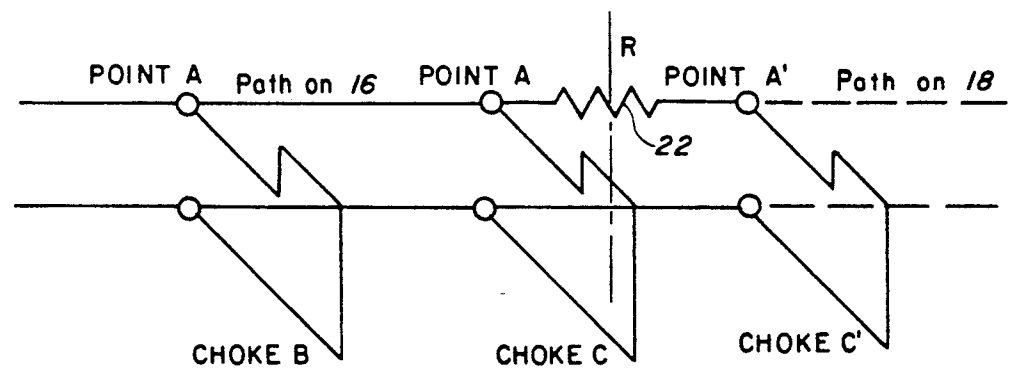 R
POINT A Path on 16 POINT A POINT A' Path on 18
22
CHOKE B CHOKE C CHOKE C'